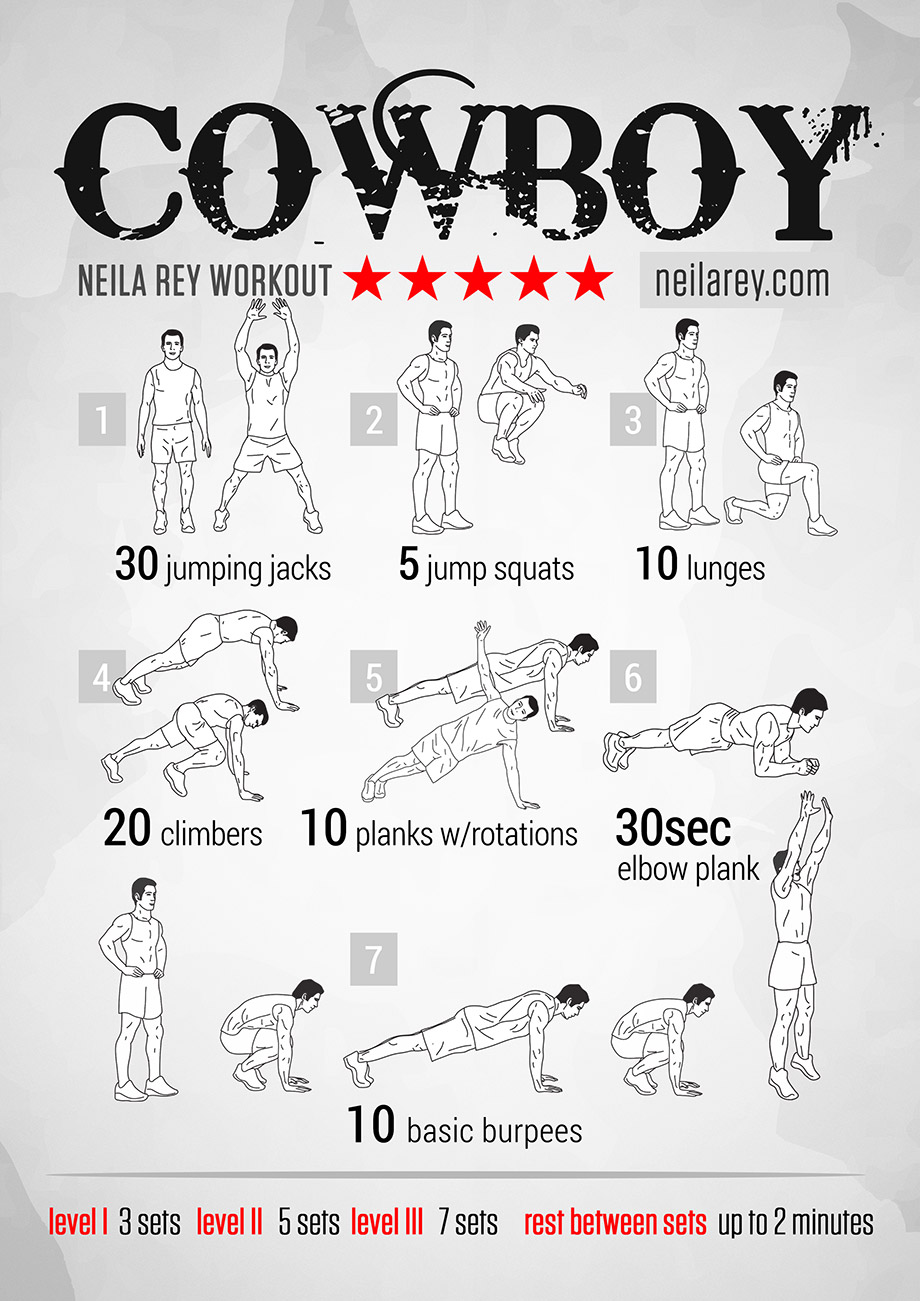 COWBOY
NEILA REY WORKOUT ★★★★★ neilarey.com
1
2
3
30 jumping jacks
5 jump squats
10 lunges
4
5
6
20 climbers
10 planks w/rotations
30sec
elbow plank
7
10 basic burpees
level I 3 sets level II 5 sets level III 7 sets rest between sets up to 2 minutes